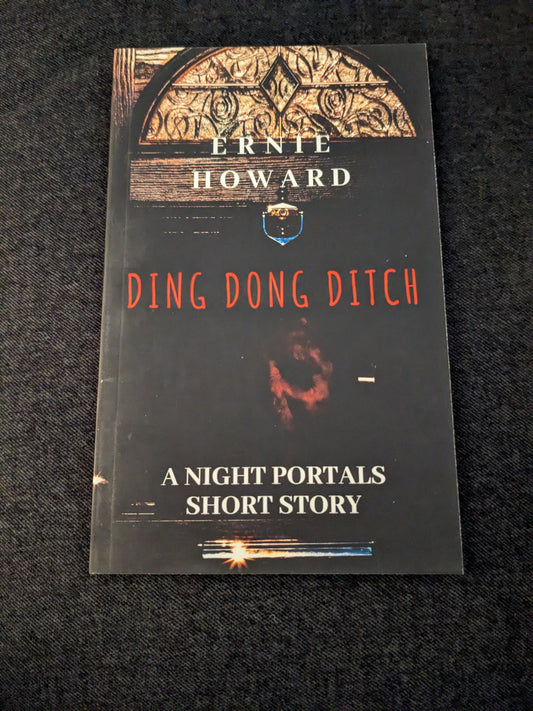 ERNIE
HOWARD
DING DONG DITCH
A NIGHT PORTALS
SHORT STORY